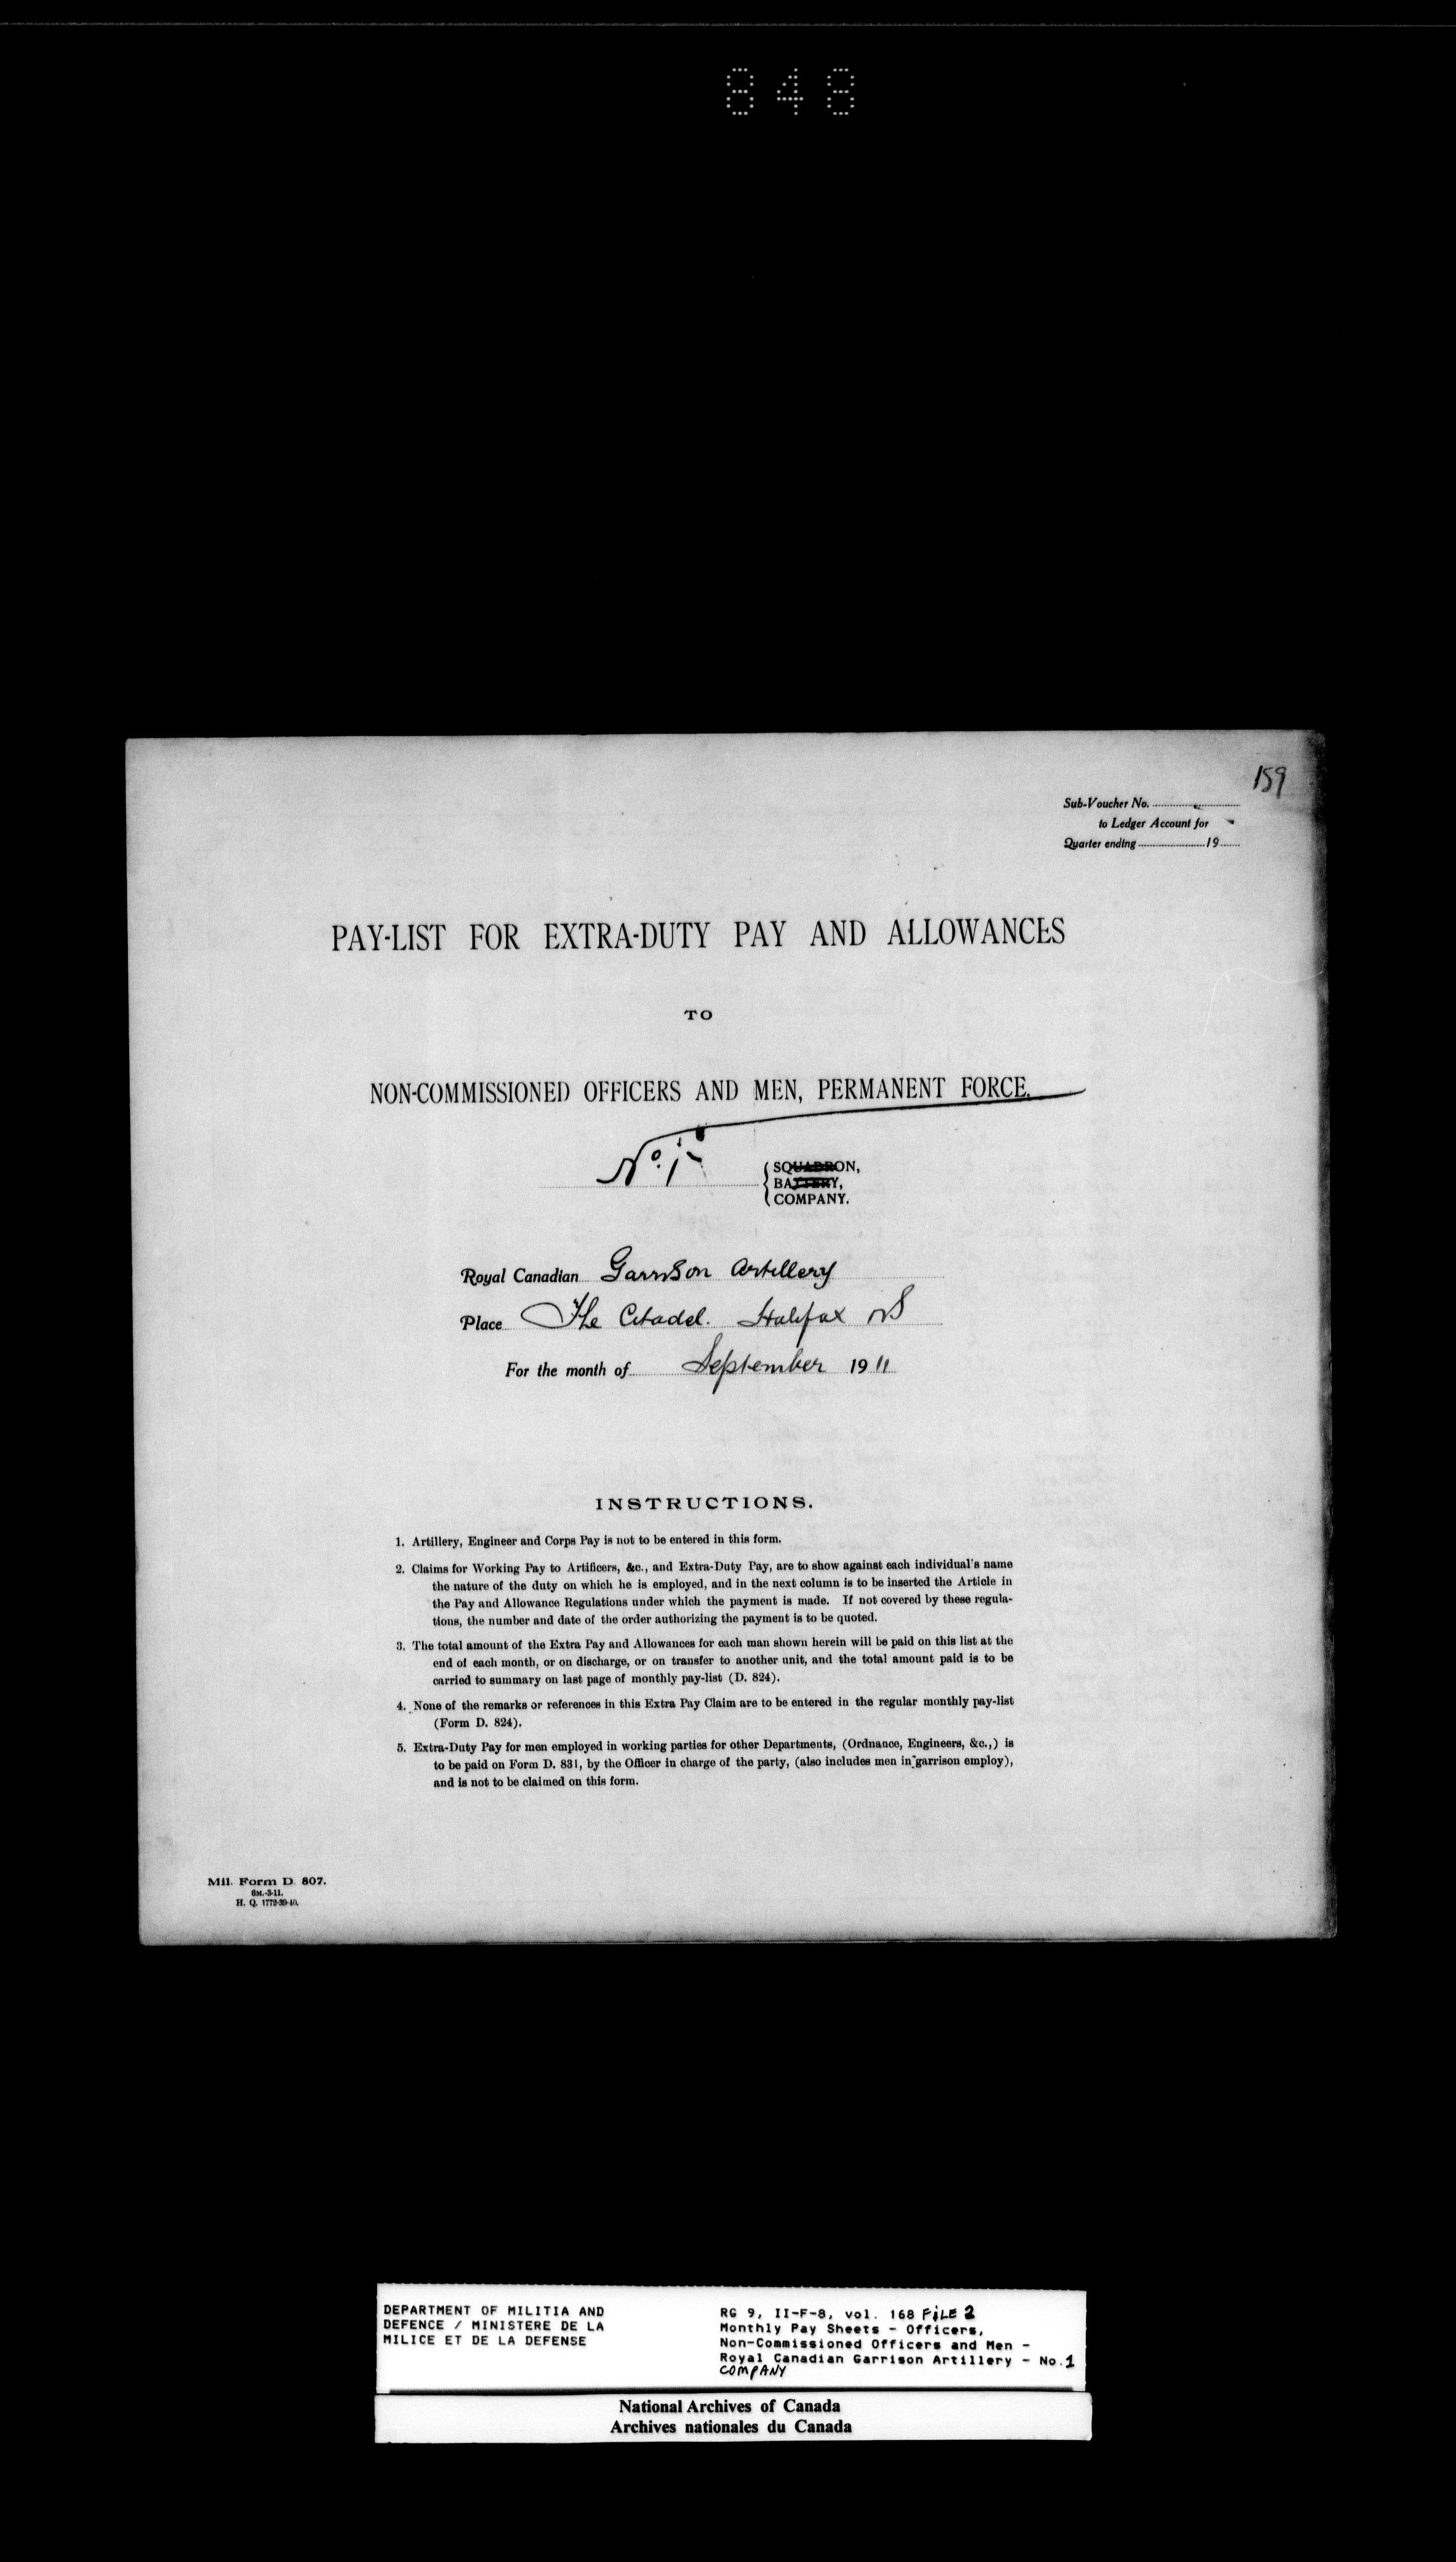 848
159
Sub-Voucher No.
to Ledger Account for
Quarter ending 19
PAY-LIST FOR EXTRA-DUTY PAY AND ALLOWANCES
TO
NON-COMMISSIONED OFFICERS AND MEN, PERMANENT FORCE.
No. 1
SQUADRON,
BATTERY,
COMPANY.
Royal Canadian Garrison Artillery
Place The Citadel. Halifax NS
For the month of September 1911
INSTRUCTIONS.
1. Artillery, Engineer and Corps Pay is not to be entered in this form.
2. Claims for Working Pay to Artificers, &c., and Extra-Duty Pay, are to show against each individual's name
the nature of the duty on which he is employed, and in the next column is to be inserted the Article in
the Pay and Allowance Regulations under which the payment is made. If not covered by these regula-
tions, the number and date of the order authorizing the payment is to be quoted.
3. The total amount of the Extra Pay and Allowances for each man shown herein will be paid on this list at the
end of each month, or on discharge, or on transfer to another unit, and the total amount paid is to be
carried to summary on last page of monthly pay-list (D. 824).
4. None of the remarks or references in this Extra Pay Claim are to be entered in the regular monthly pay-list
(Form D. 824).
5. Extra-Duty Pay for men employed in working parties for other Departments, (Ordnance, Engineers, &c.,) is
to be paid on Form D. 831, by the Officer in charge of the party, (also includes men in garrison employ),
and is not to be claimed on this form.
Mil. Form D. 807.
6M.-3-11.
H. Q. 1772-39-40.
DEPARTMENT OF MILITIA AND
DEFENCE / MINISTERE DE LA
MILICE ET DE LA DEFENSE
RG 9, II-F-8, vol. 168 FiLE 2
Monthly Pay Sheets - Officers,
Non-Commissioned Officers and Men -
Royal Canadian Garrison Artillery - No.1
COMPANY
National Archives of Canada
Archives nationales du Canada